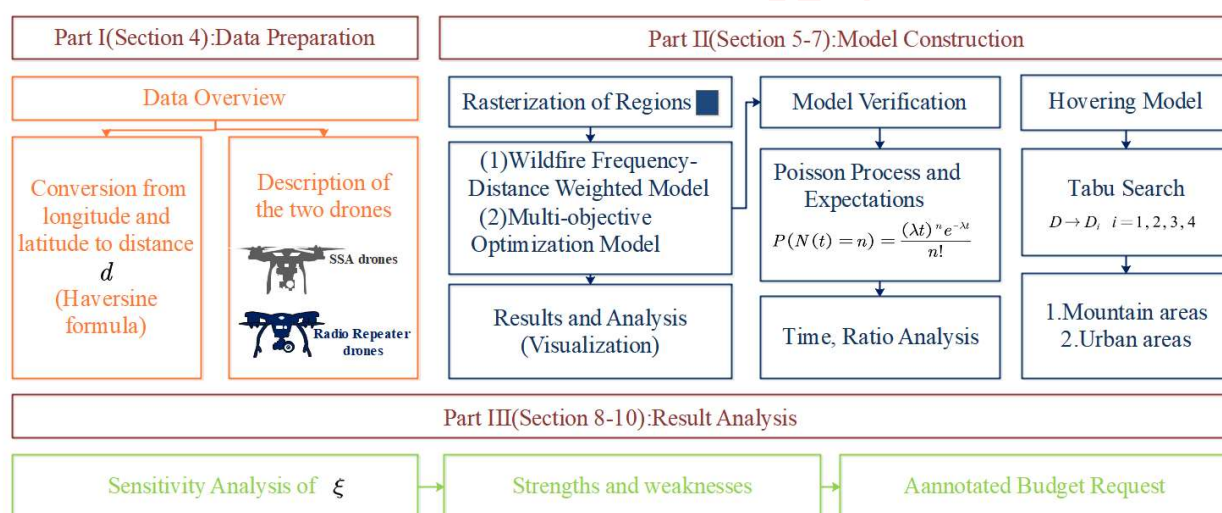 Part I(Section 4):Data Preparation
Data Overview
Conversion from
longitude and
latitude to distance
d
(Haversine
formula)
Description of
the two drones
SSA drones
Radio Repeater
drones
Part II(Section 5-7):Model Construction
Rasterization of Regions
(1)Wildfire Frequency-
Distance Weighted Model
(2)Multi-objective
Optimization Model
Results and Analysis
(Visualization)
Model Verification
Poisson Process and
Expectations
P(N(t)=n)=\frac{(λt)^n e^{-λt}}{n!}
Time, Ratio Analysis
Hovering Model
Tabu Search
D→D_i i=1,2,3,4
1.Mountain areas
2.Urban areas
Part III(Section 8-10):Result Analysis
Sensitivity Analysis of ξ
Strengths and weaknesses
Aannotated Budget Request